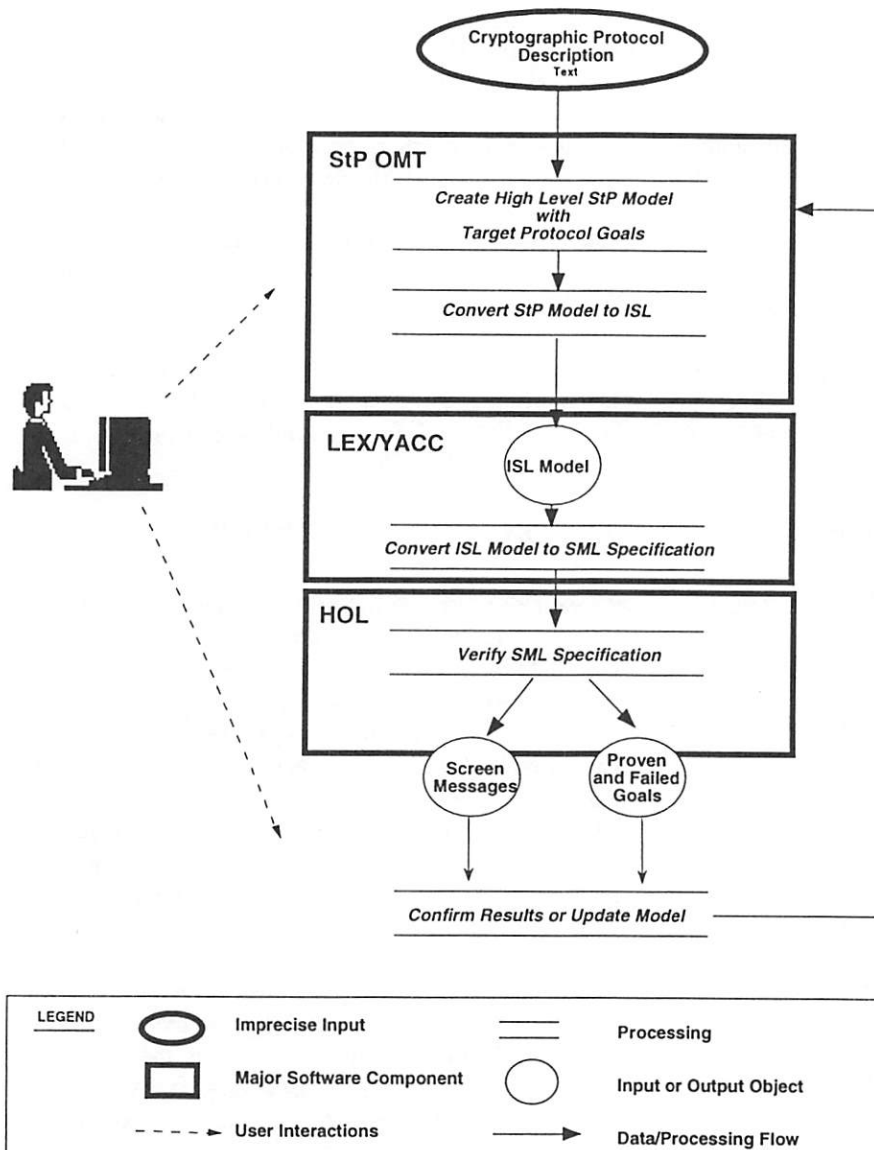 Cryptographic Protocol
Description
Text
StP OMT
Create High Level StP Model
with
Target Protocol Goals
Convert StP Model to ISL
LEX/YACC
ISL Model
Convert ISL Model to SML Specification
HOL
Verify SML Specification
Screen
Messages
Proven
and Failed
Goals
Confirm Results or Update Model
LEGEND
Imprecise Input
Processing
Major Software Component
Input or Output Object
User Interactions
Data/Processing Flow